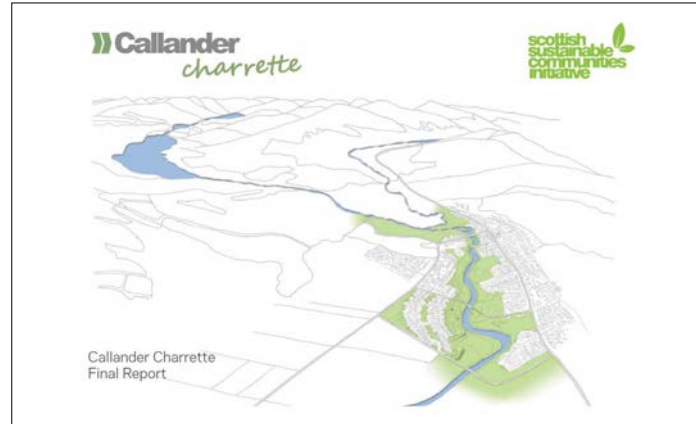 Callander
charrette
scottish
sustainable
communities
initiative
Callander Charrette
Final Report